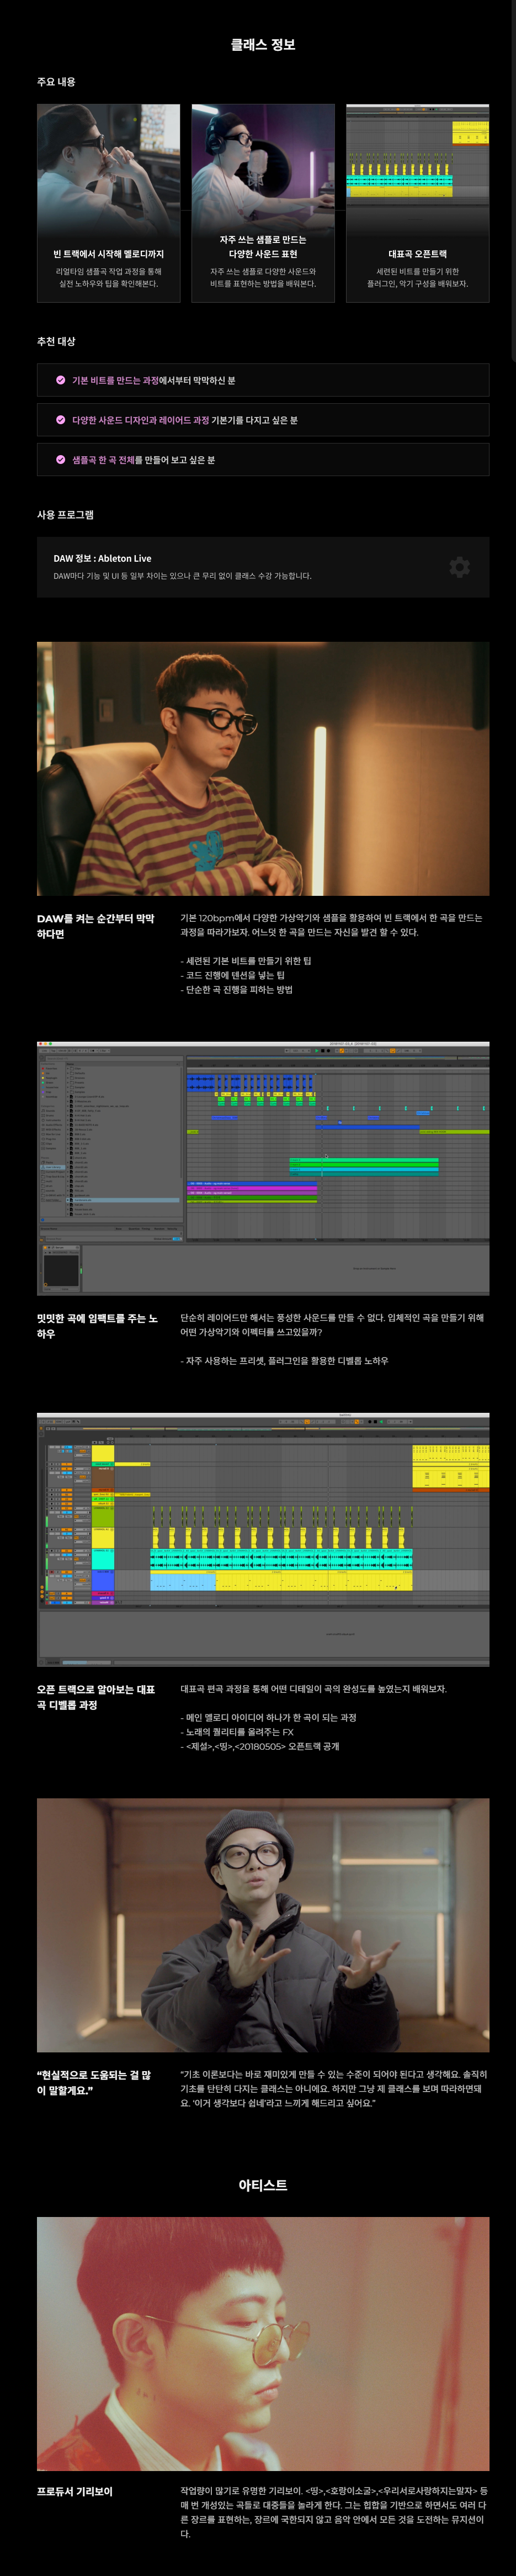 클래스 정보
주요 내용
빈 트랙에서 시작해 멜로디까지
리얼타임 샘플곡 작업 과정을 통해
실전 노하우와 팁을 확인해본다.
자주 쓰는 샘플로 만드는
다양한 사운드 표현
자주 쓰는 샘플로 다양한 사운드와
비트를 표현하는 방법을 배워본다.
대표곡 오픈트랙
세련된 비트를 만들기 위한
플러그인, 악기 구성을 배워보자.
추천 대상
기본 비트를 만드는 과정에서부터 막막하신 분
다양한 사운드 디자인과 레이어드 과정 기본기를 다지고 싶은 분
샘플곡 한 곡 전체를 만들어 보고 싶은 분
사용 프로그램
DAW 정보 : Ableton Live
DAW마다 기능 및 UI 등 일부 차이는 있으나 큰 무리 없이 클래스 수강 가능합니다.
DAW를 켜는 순간부터 막막
하다면
기본 120bpm에서 다양한 가상악기와 샘플을 활용하여 빈 트랙에서 한 곡을 만드는
과정을 따라가보자. 어느덧 한 곡을 만드는 자신을 발견 할 수 있다.
- 세련된 기본 비트를 만들기 위한 팁
- 코드 진행에 텐션을 넣는 팁
- 단순한 곡 진행을 피하는 방법
밋밋한 곡에 임팩트를 주는 노
하우
단순히 레이어드만 해서는 풍성한 사운드를 만들 수 없다. 입체적인 곡을 만들기 위해
어떤 가상악기와 이펙터를 쓰고있을까?
- 자주 사용하는 프리셋, 플러그인을 활용한 디벨롭 노하우
오픈 트랙으로 알아보는 대표
곡 디벨롭 과정
대표곡 편곡 과정을 통해 어떤 디테일이 곡의 완성도를 높였는지 배워보자.
- 메인 멜로디 아이디어 하나가 한 곡이 되는 과정
- 노래의 퀄리티를 올려주는 FX
- <제설>,<띵>,<20180505> 오픈트랙 공개
“현실적으로 도움되는 걸 많
이 말할게요.”
“기초 이론보다는 바로 재미있게 만들 수 있는 수준이 되어야 된다고 생각해요. 솔직히
기초를 탄탄히 다지는 클래스는 아니에요. 하지만 그냥 제 클래스를 보며 따라하면돼
요. ‘이거 생각보다 쉽네’라고 느끼게 해드리고 싶어요.”
아티스트
프로듀서 기리보이
작업량이 많기로 유명한 기리보이. <띵>,<호랑이소굴>,<우리서로사랑하지는말자> 등
매 번 개성있는 곡들로 대중들을 놀라게 한다. 그는 힙합을 기반으로 하면서도 여러 다
른 장르를 표현하는, 장르에 국한되지 않고 음악 안에서 모든 것을 도전하는 뮤지션이
다.